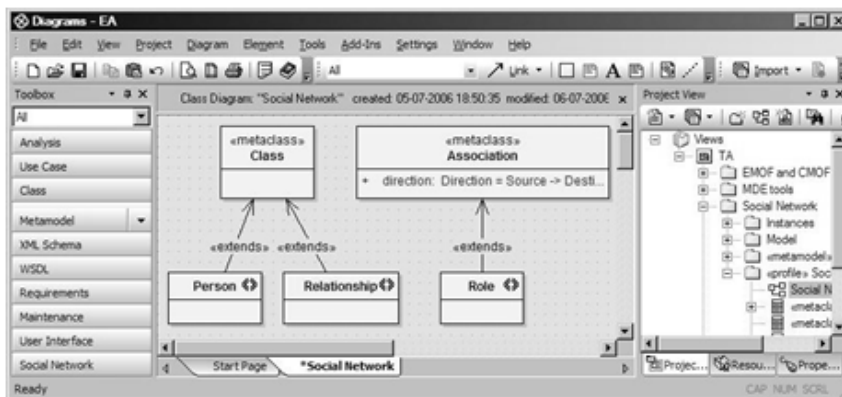 Diagrams - EA
File Edit View Project Diagram Element Tools Add-Ins Settings Window Help
All Link Import
Toolbox
Class Diagram: "Social Network" created: 05-07-2006 18:50:35 modified: 06-07-200
Project View
All
Analysis
Use Case
Class
Metamodel
XML Schema
WSDL
Requirements
Maintenance
User Interface
Social Network
«metaclass»
Class
«metaclass»
Association
+ direction: Direction = Source -> Desti...
«extends» «extends» «extends»
Person Relationship Role
Views
TA
EMOF and CMOF
MDE tools
Social Network
Instances
Model
«metamodel»
«profile» Soc
Social N
«metacla
«metacla
Start Page *Social Network
Projec... Resou... Prope...
Ready CAP NUM SCRL